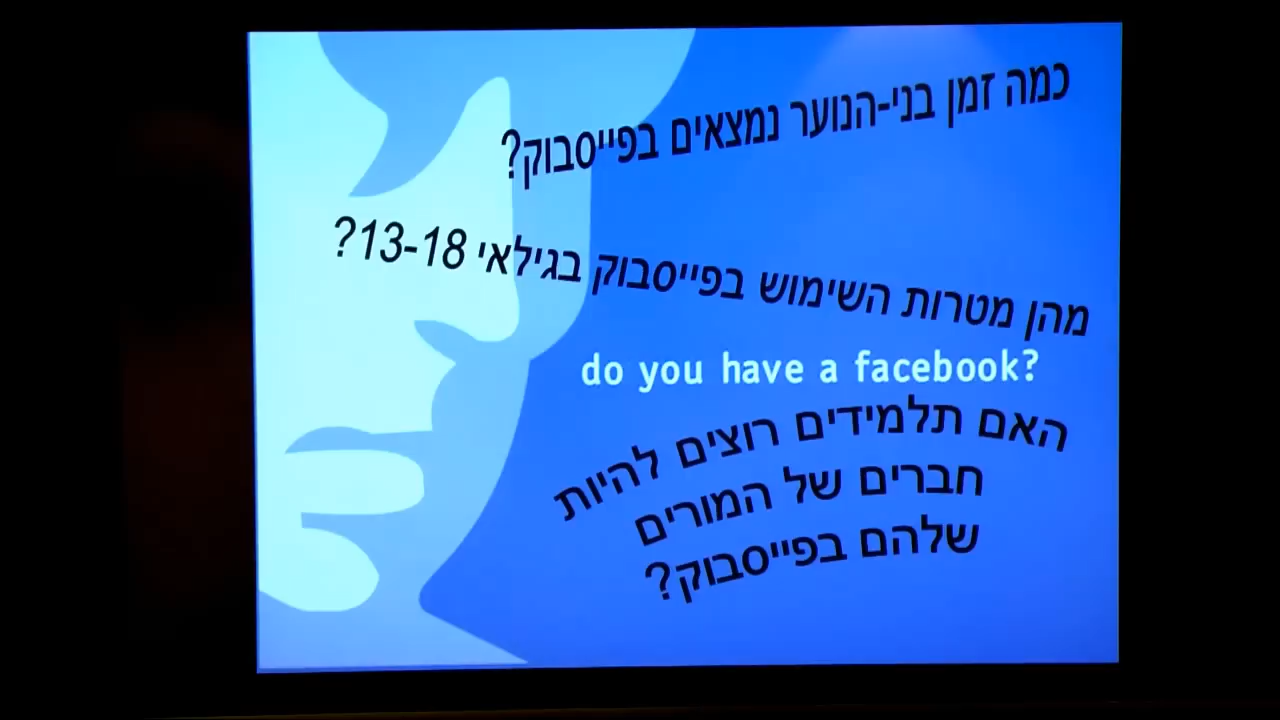 כמה זמן בני-הנוער נמצאים בפייסבוק?
מהן מטרות השימוש בפייסבוק בגילאי 13-18?
do you have a facebook?
האם תלמידים רוצים להיות
חברים של המורים
שלהם בפייסבוק?